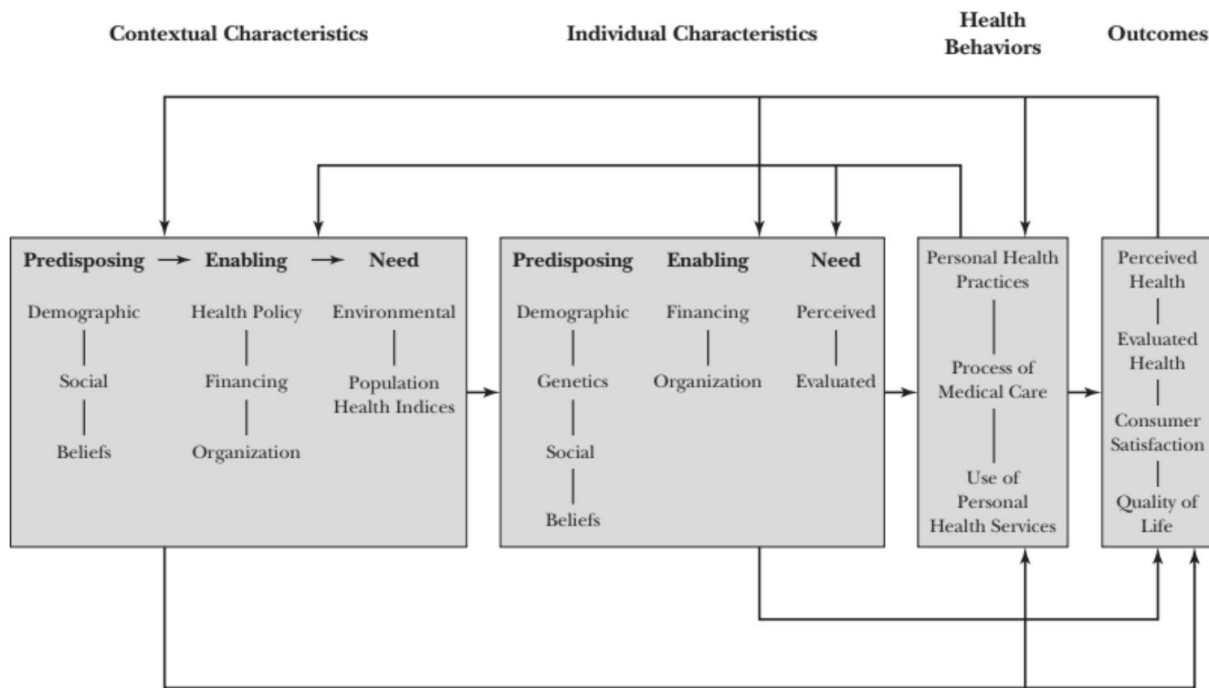 Contextual Characteristics
Individual Characteristics
Health
Behaviors
Outcomes
Predisposing
Enabling
Need
Demographic
Social
Beliefs
Health Policy
Financing
Organization
Environmental
Population
Health Indices
Predisposing
Enabling
Need
Demographic
Genetics
Social
Beliefs
Financing
Organization
Perceived
Evaluated
Personal Health
Practices
Process of
Medical Care
Use of
Personal
Health Services
Perceived
Health
Evaluated
Health
Consumer
Satisfaction
Quality of
Life